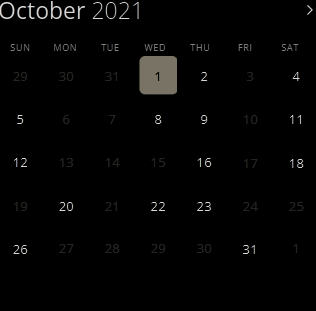 October 2021
SUN MON TUE WED THU FRI SAT
29 30 31 1 2 3 4
5 6 7 8 9 10 11
12 13 14 15 16 17 18
19 20 21 22 23 24 25
26 27 28 29 30 31 1